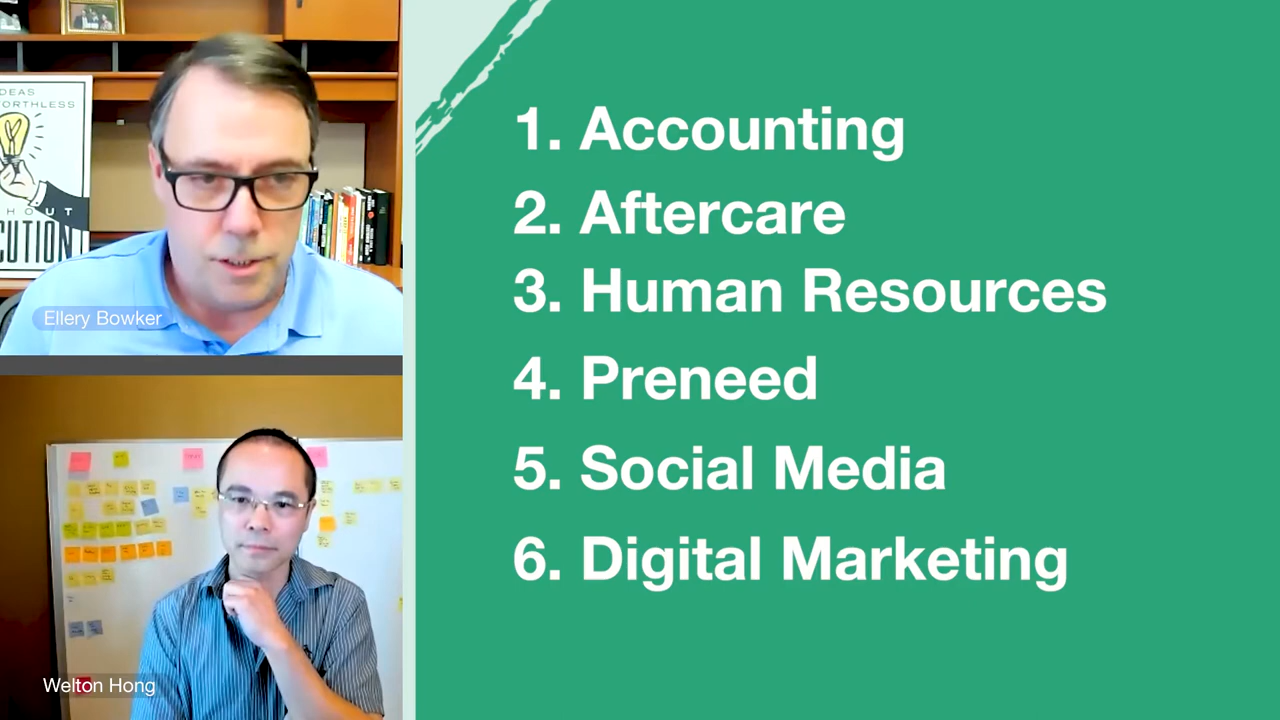 IDEAS
WORTHLESS
HOUT
CUTION
Ellery Bowker
Welton Hong
1. Accounting
2. Aftercare
3. Human Resources
4. Preneed
5. Social Media
6. Digital Marketing